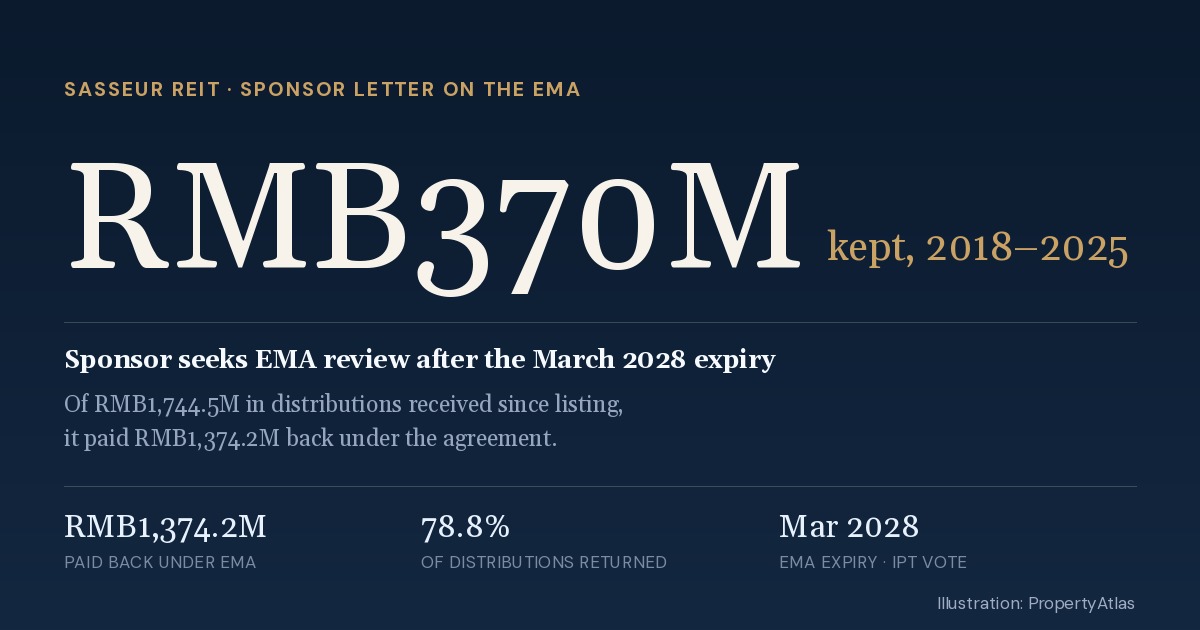 SASSEUR REIT · SPONSOR LETTER ON THE EMA
RMB370M kept, 2018–2025
Sponsor seeks EMA review after the March 2028 expiry
Of RMB1,744.5M in distributions received since listing,
it paid RMB1,374.2M back under the agreement.
RMB1,374.2M 78.8% Mar 2028
PAID BACK UNDER EMA OF DISTRIBUTIONS RETURNED EMA EXPIRY · IPT VOTE
Illustration: PropertyAtlas